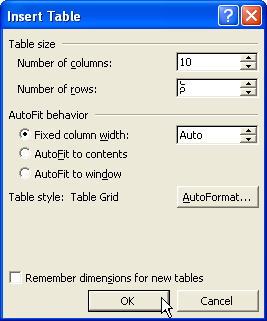 Insert Table
Table size
Number of columns: 10
Number of rows:
AutoFit behavior
Fixed column width: Auto
AutoFit to contents
AutoFit to window
Table style: Table Grid AutoFormat...
Remember dimensions for new tables
OK Cancel